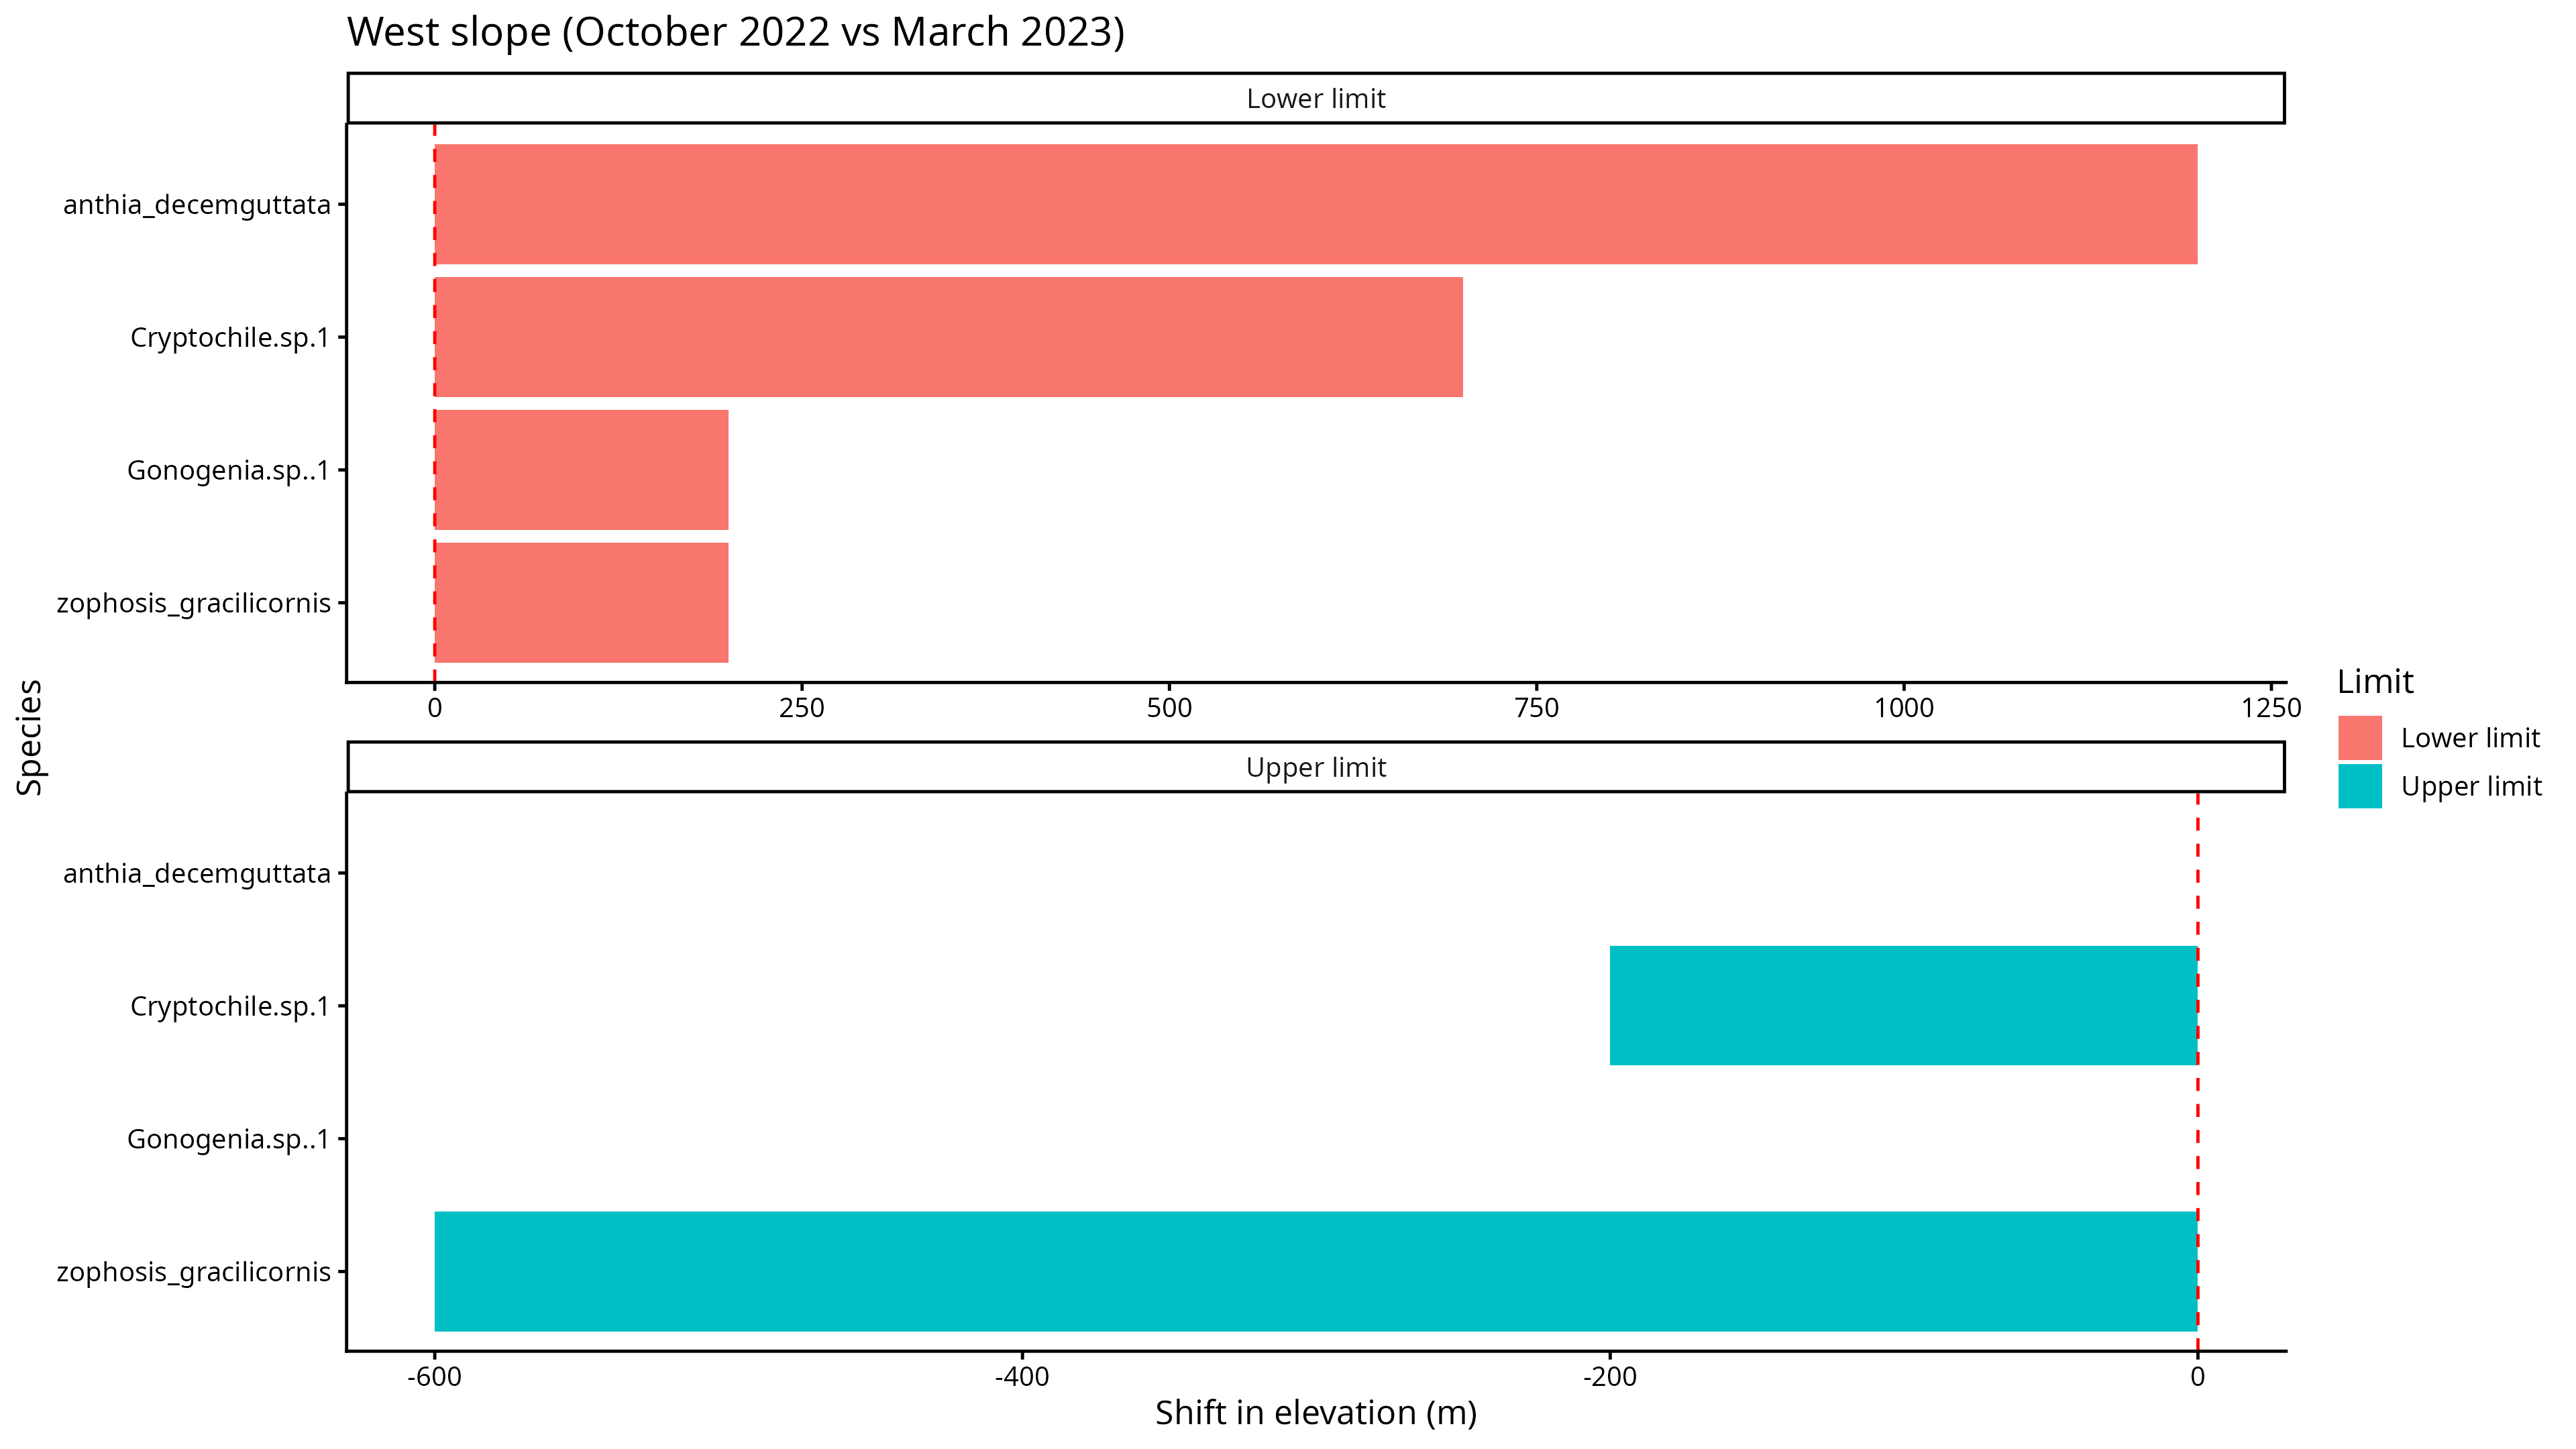 West slope (October 2022 vs March 2023)
Lower limit
anthia_decemguttata
Cryptochile.sp.1
Gonogenia.sp..1
zophosis_gracilicornis
0 250 500 750 1000 1250
Species
Limit
Lower limit
Upper limit
Upper limit
anthia_decemguttata
Cryptochile.sp.1
Gonogenia.sp..1
zophosis_gracilicornis
-600 -400 -200 0
Shift in elevation (m)